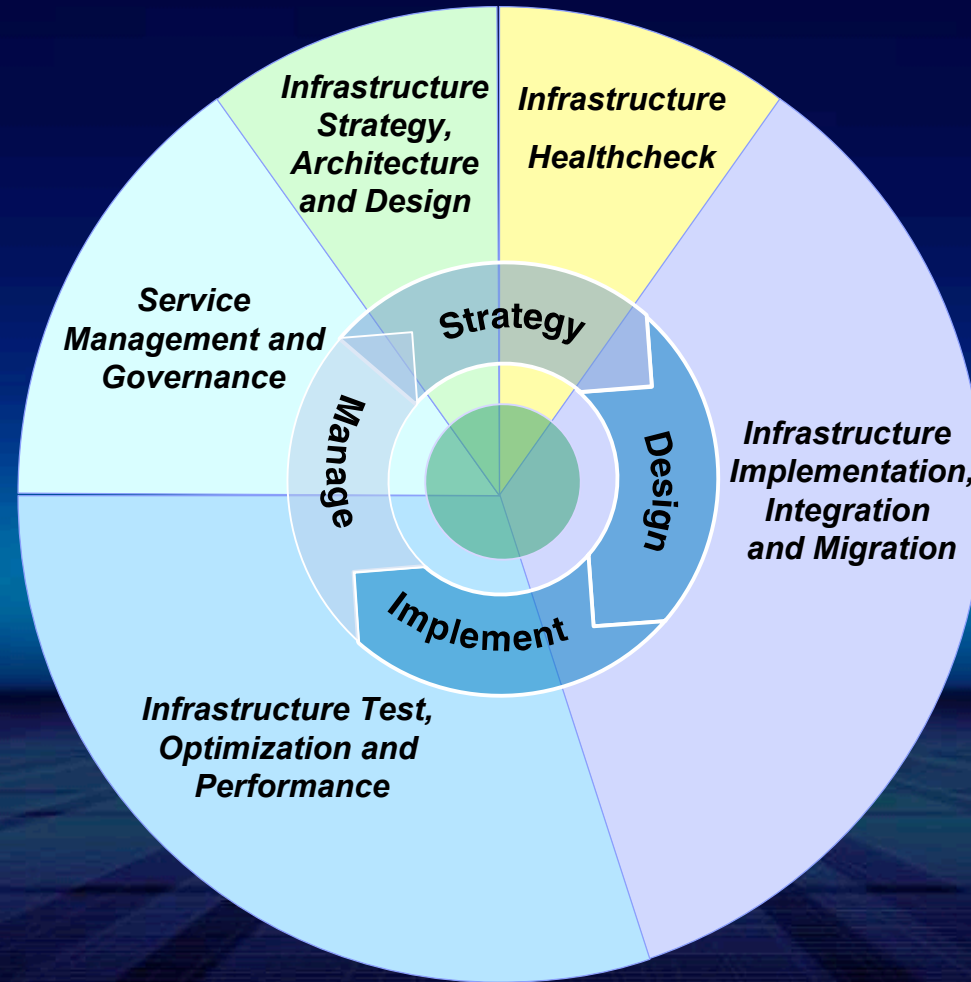 Infrastructure
Strategy,
Architecture
and Design
Infrastructure
Healthcheck
Service
Management and
Governance
Strategy
Manage
Design
Implement
Infrastructure
Implementation,
Integration
and Migration
Infrastructure Test,
Optimization and
Performance